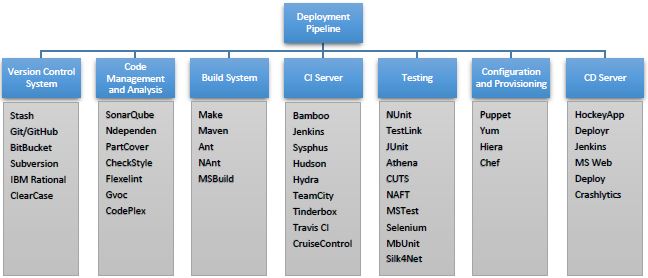 Deployment
Pipeline
Version Control
System
Code
Management
and Analysis
Build System
CI Server
Testing
Configuration
and Provisioning
CD Server
Stash
Git/GitHub
BitBucket
Subversion
IBM Rational
ClearCase
SonarQube
Ndependen
PartCover
CheckStyle
Flexelint
Gvoc
CodePlex
Make
Maven
Ant
NAnt
MSBuild
Bamboo
Jenkins
Sysphus
Hudson
Hydra
TeamCity
Tinderbox
Travis CI
CruiseControl
NUnit
TestLink
JUnit
Athena
CUTS
NAFT
MSTest
Selenium
MbUnit
Silk4Net
Puppet
Yum
Hiera
Chef
HockeyApp
Deployr
Jenkins
MS Web
Deploy
Crashlytics